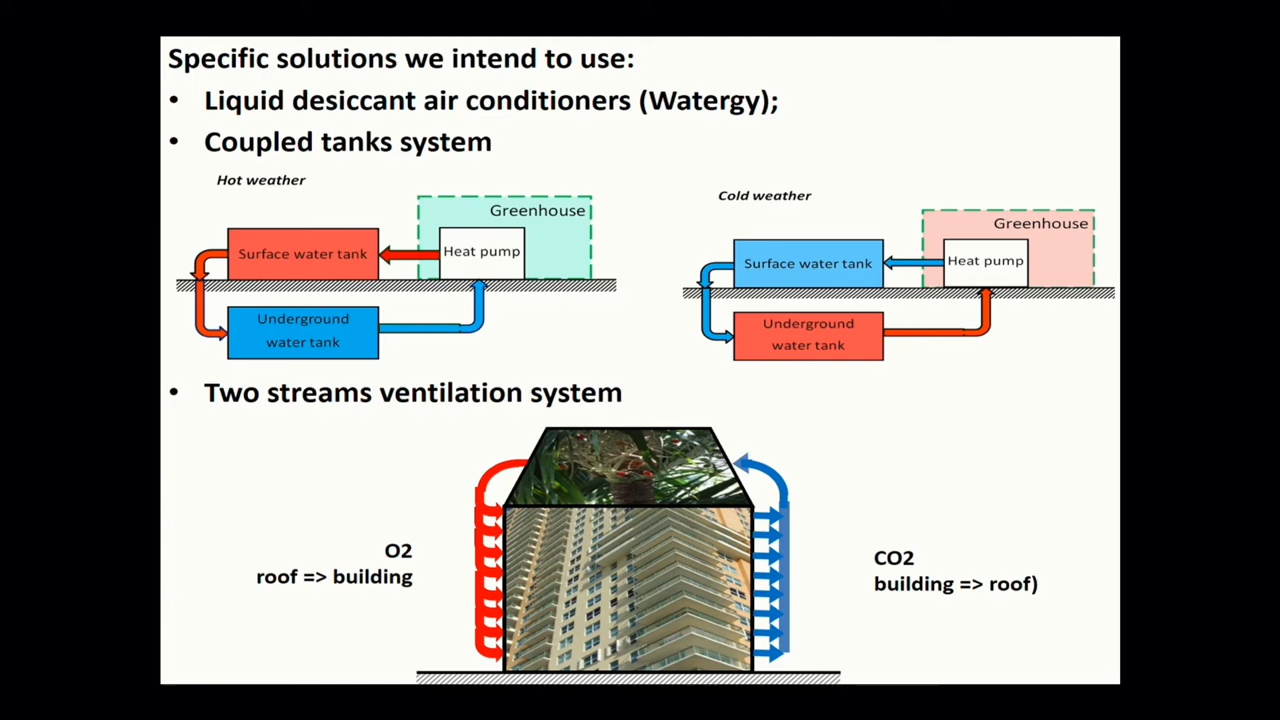 Specific solutions we intend to use:
• Liquid desiccant air conditioners (Watergy);
• Coupled tanks system
Hot weather
Greenhouse
Heat pump
Surface water tank
Underground
water tank
Cold weather
Greenhouse
Heat pump
Surface water tank
Underground
water tank
• Two streams ventilation system
O2
roof => building
CO2
building => roof)